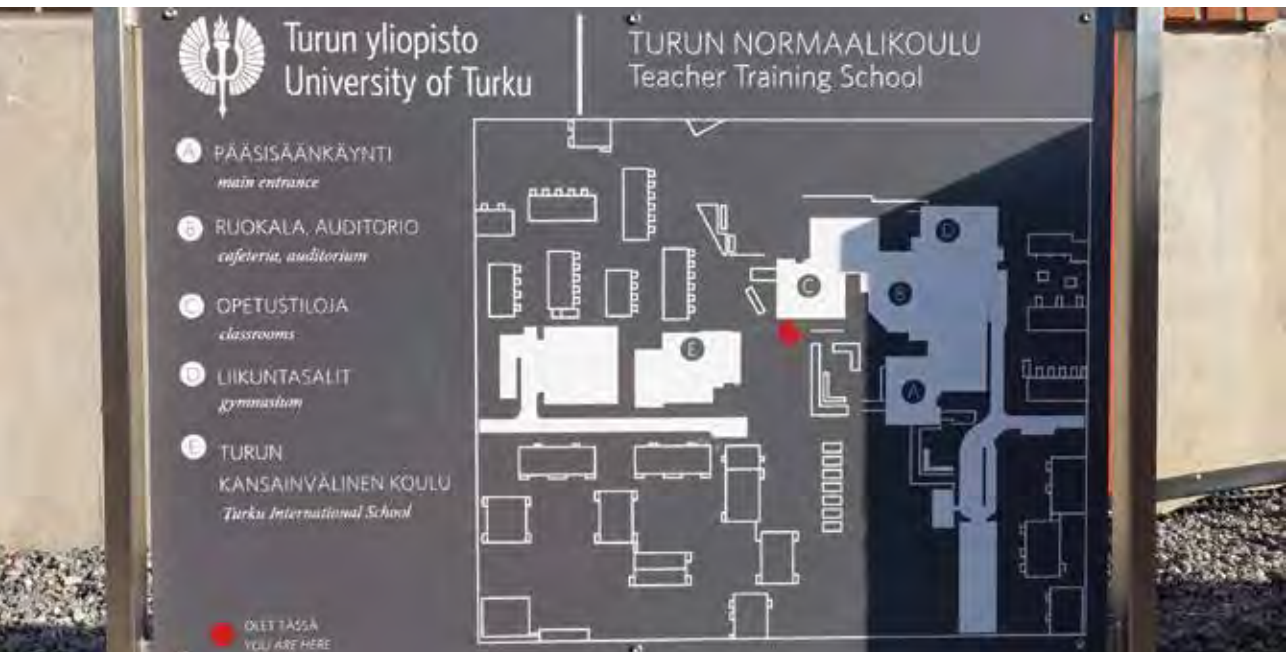 Turun yliopisto
University of Turku
TURUN NORMAALIKOULU
Teacher Training School
A PÄÄSISÄÄNKÄYNTI
main entrance
B RUOKALA, AUDITORIO
cafeteria, auditorium
C OPETUSTILOJA
classrooms
D LIIKUNTASALIT
gymnasium
E TURUN
KANSAINVÄLINEN KOULU
Turku International School
OLET TÄSSÄ
YOU ARE HERE
D
C
B
E
A